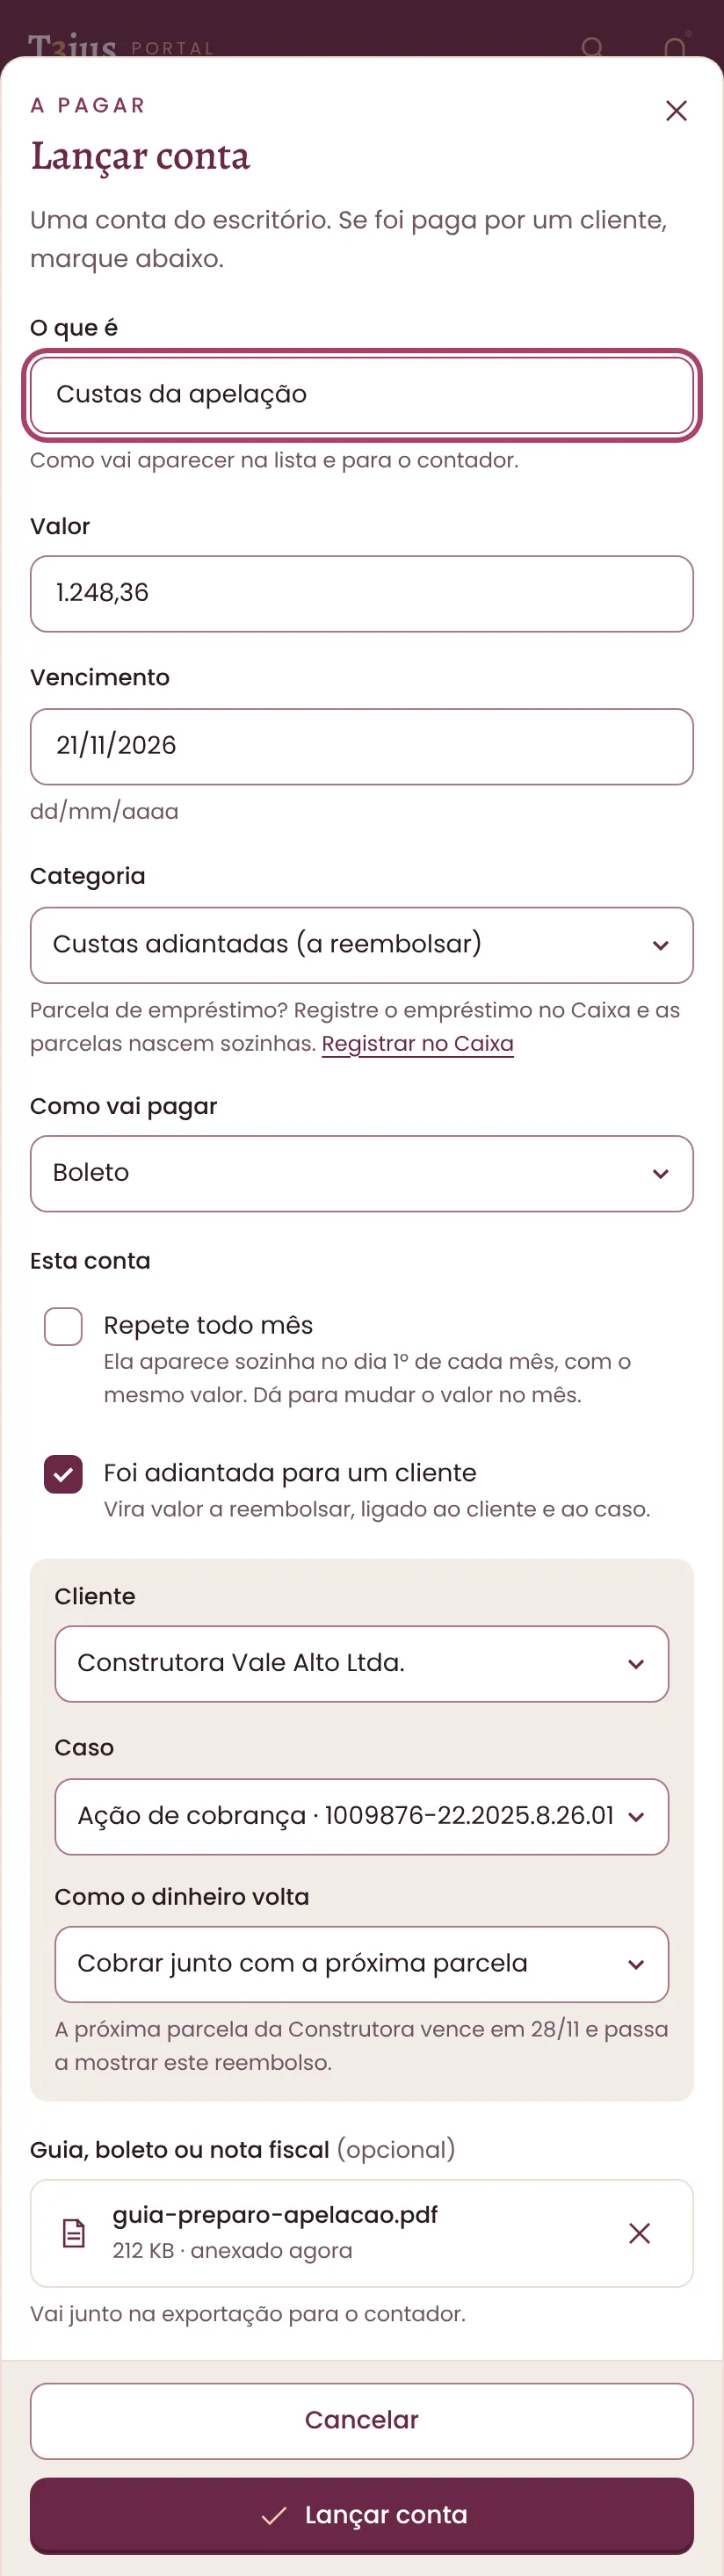 T3ius PORTAL
A PAGAR
Lançar conta
Uma conta do escritório. Se foi paga por um cliente,
marque abaixo.
O que é
Custas da apelação
Como vai aparecer na lista e para o contador.
Valor
1.248,36
Vencimento
21/11/2026
dd/mm/aaaa
Categoria
Custas adiantadas (a reembolsar)
Parcela de empréstimo? Registre o empréstimo no Caixa e as
parcelas nascem sozinhas. Registrar no Caixa
Como vai pagar
Boleto
Esta conta
Repete todo mês
Ela aparece sozinha no dia 1º de cada mês, com o
mesmo valor. Dá para mudar o valor no mês.
Foi adiantada para um cliente
Vira valor a reembolsar, ligado ao cliente e ao caso.
Cliente
Construtora Vale Alto Ltda.
Caso
Ação de cobrança · 1009876-22.2025.8.26.01
Como o dinheiro volta
Cobrar junto com a próxima parcela
A próxima parcela da Construtora vence em 28/11 e passa
a mostrar este reembolso.
Guia, boleto ou nota fiscal (opcional)
guia-preparo-apelacao.pdf
212 KB · anexado agora
Vai junto na exportação para o contador.
Cancelar
Lançar conta